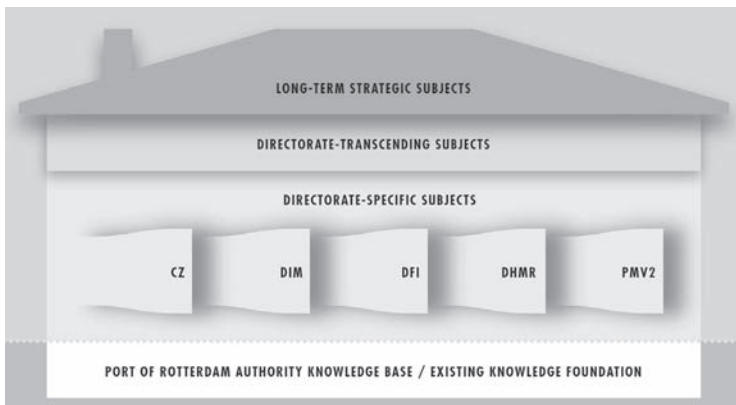 LONG-TERM STRATEGIC SUBJECTS
DIRECTORATE-TRANSCENDING SUBJECTS
DIRECTORATE-SPECIFIC SUBJECTS
CZ DIM DFI DHMR PMV2
PORT OF ROTTERDAM AUTHORITY KNOWLEDGE BASE / EXISTING KNOWLEDGE FOUNDATION